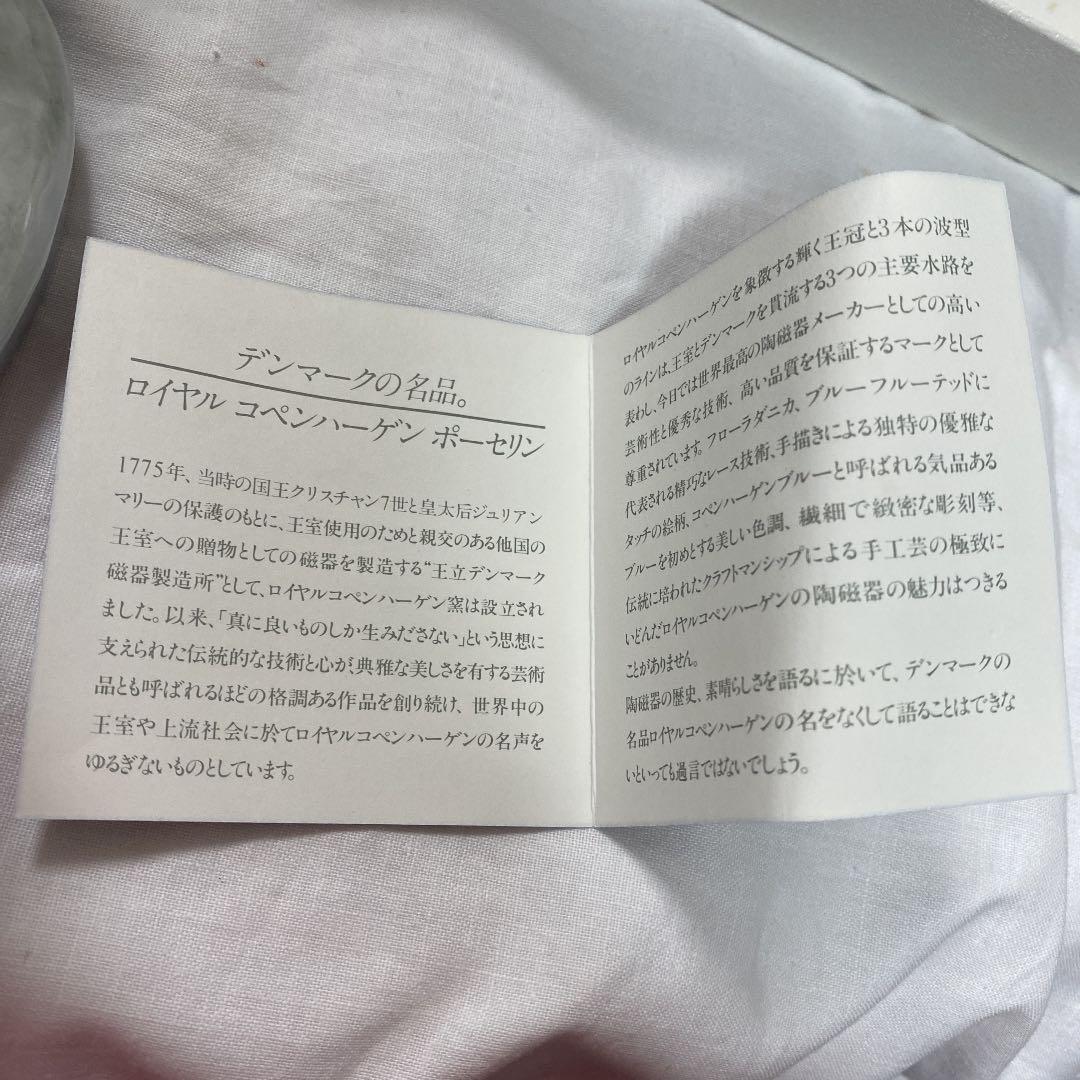 デンマークの名品。
ロイヤル コペンハーゲン ポーセリン
1775年、当時の国王クリスチャン7世と皇太后ジュリアン
マリーの保護のもとに、王室使用のためと親交のある他国の
王室への贈物としての磁器を製造する“王立デンマーク
磁器製造所”として、ロイヤルコペンハーゲン窯は設立され
ました。以来、「真に良いものしか生みださない」という思想に
支えられた伝統的な技術と心が、典雅な美しさを有する芸術
品とも呼ばれるほどの格調ある作品を創り続け、世界中の
王室や上流社会に於てロイヤルコペンハーゲンの名声を
ゆるぎないものとしています。
ロイヤルコペンハーゲンを象徴する輝く王冠と3本の波型
のラインは、王室とデンマークを貫流する3つの主要水路を
表わし、今日では世界最高の陶磁器メーカーとしての高い
芸術性と優秀な技術、高い品質を保証するマークとして
尊重されています。フローラダニカ、ブルーフルーテッドに
代表される精巧なレース技術、手描きによる独特の優雅な
タッチの絵柄、コペンハーゲンブルーと呼ばれる気品ある
ブルーを初めとする美しい色調、繊細で緻密な彫刻等、
伝統に培われたクラフトマンシップによる手工芸の極致に
いどんだロイヤルコペンハーゲンの陶磁器の魅力はつきる
ことがありません。
陶磁器の歴史、素晴らしさを語るに於いて、デンマークの
名品ロイヤルコペンハーゲンの名をなくして語ることはできな
いといっても過言ではないでしょう。